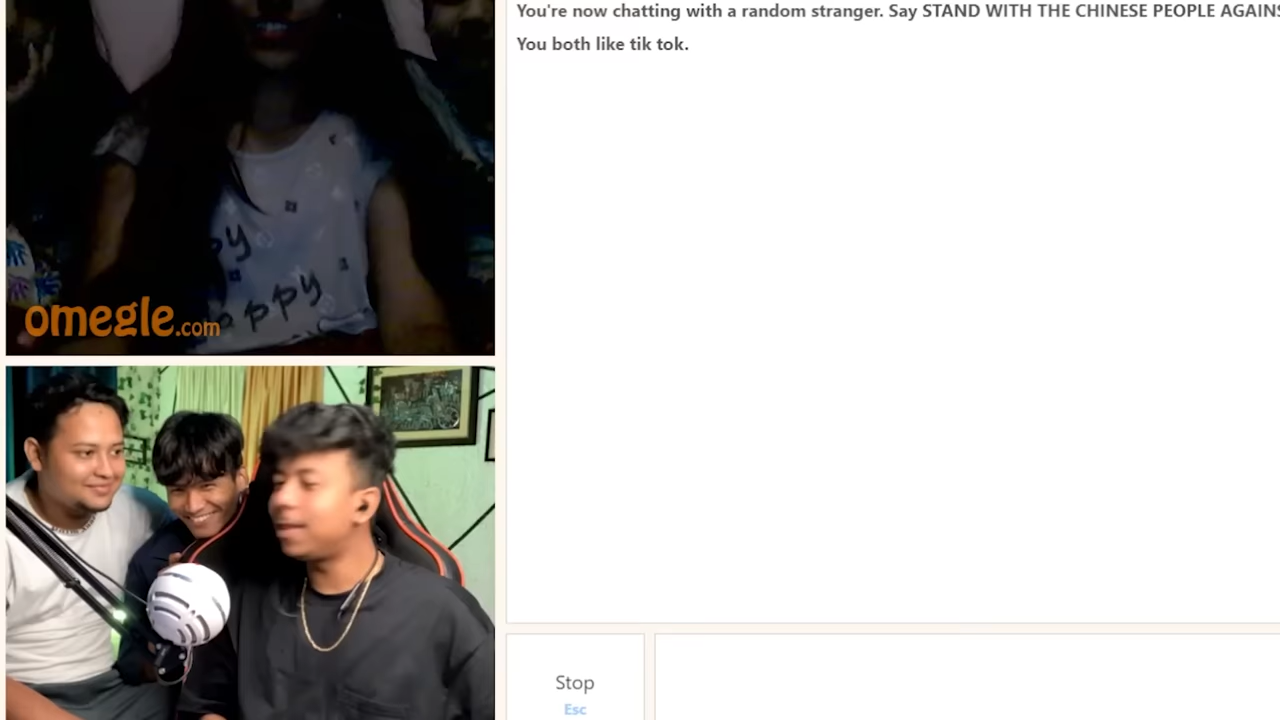 You're now chatting with a random stranger. Say STAND WITH THE CHINESE PEOPLE
You both like tik tok.
omegle.com
Stop
Esc